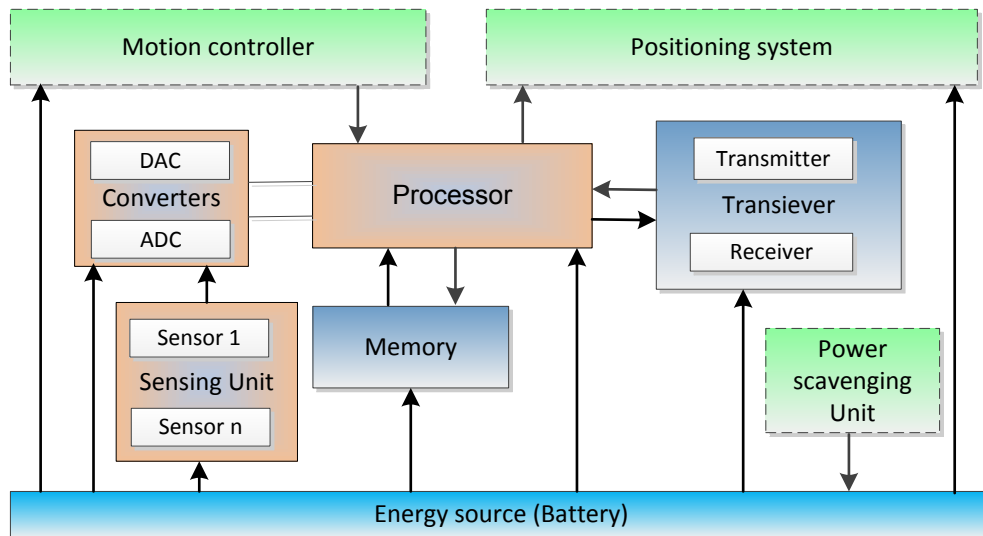 Motion controller
Positioning system
DAC
Converters
ADC
Processor
Transmitter
Transiever
Receiver
Sensor 1
Sensing Unit
Sensor n
Memory
Power
scavenging
Unit
Energy source (Battery)